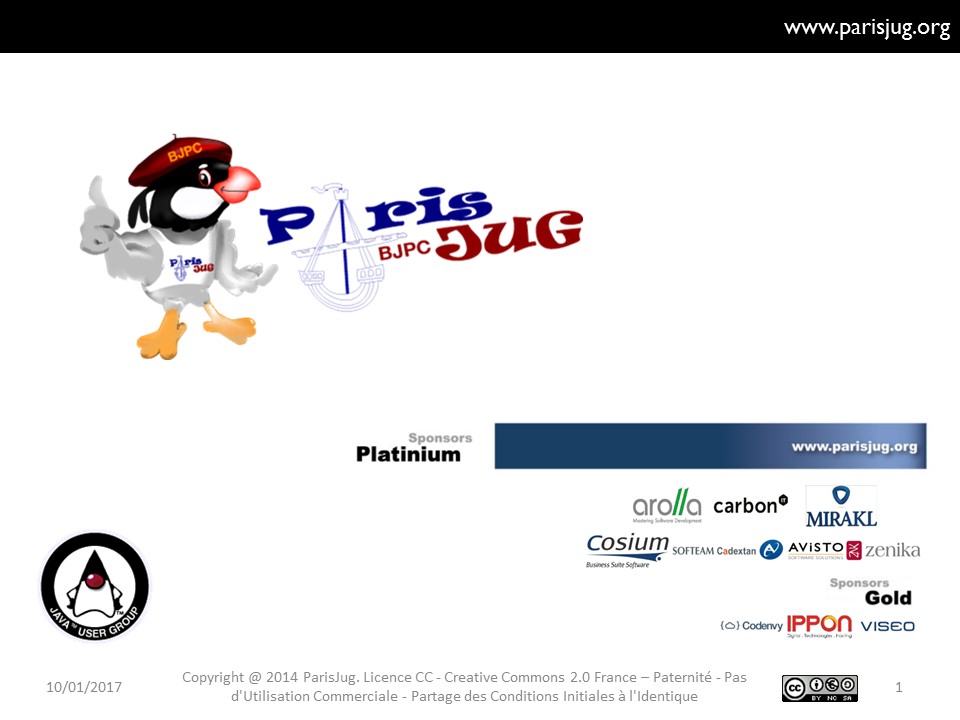 www.parisjug.org
BJPC
Paris
JUG
Paris
BJPC JUG
Sponsors
Platinium
www.parisjug.org
arolla
Mastering Software Development
carbon IT
MIRAKL
Cosium
Business Suite Software
SOFTEAM Cadextan
AViSTO
SOFTWARE SOLUTIONS
zenika
Sponsors
Gold
Codenvy
IPPON
Digital - Technologies - Hosting
VISEO
JAVA™ USER GROUP
TM
10/01/2017
Copyright @ 2014 ParisJug. Licence CC - Creative Commons 2.0 France – Paternité - Pas
d'Utilisation Commerciale - Partage des Conditions Initiales à l'Identique
cc
BY NC SA
1